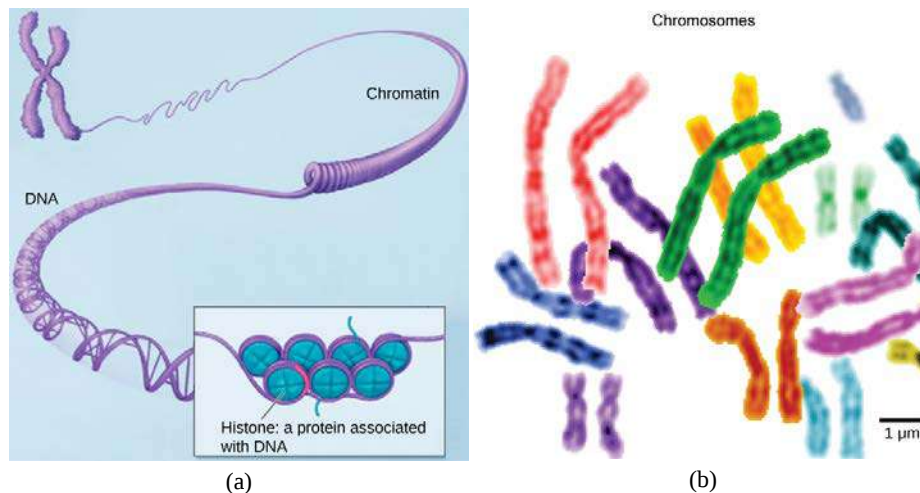 Chromosomes
Chromatin
DNA
Histone: a protein associated
with DNA
1 µm
(a)
(b)